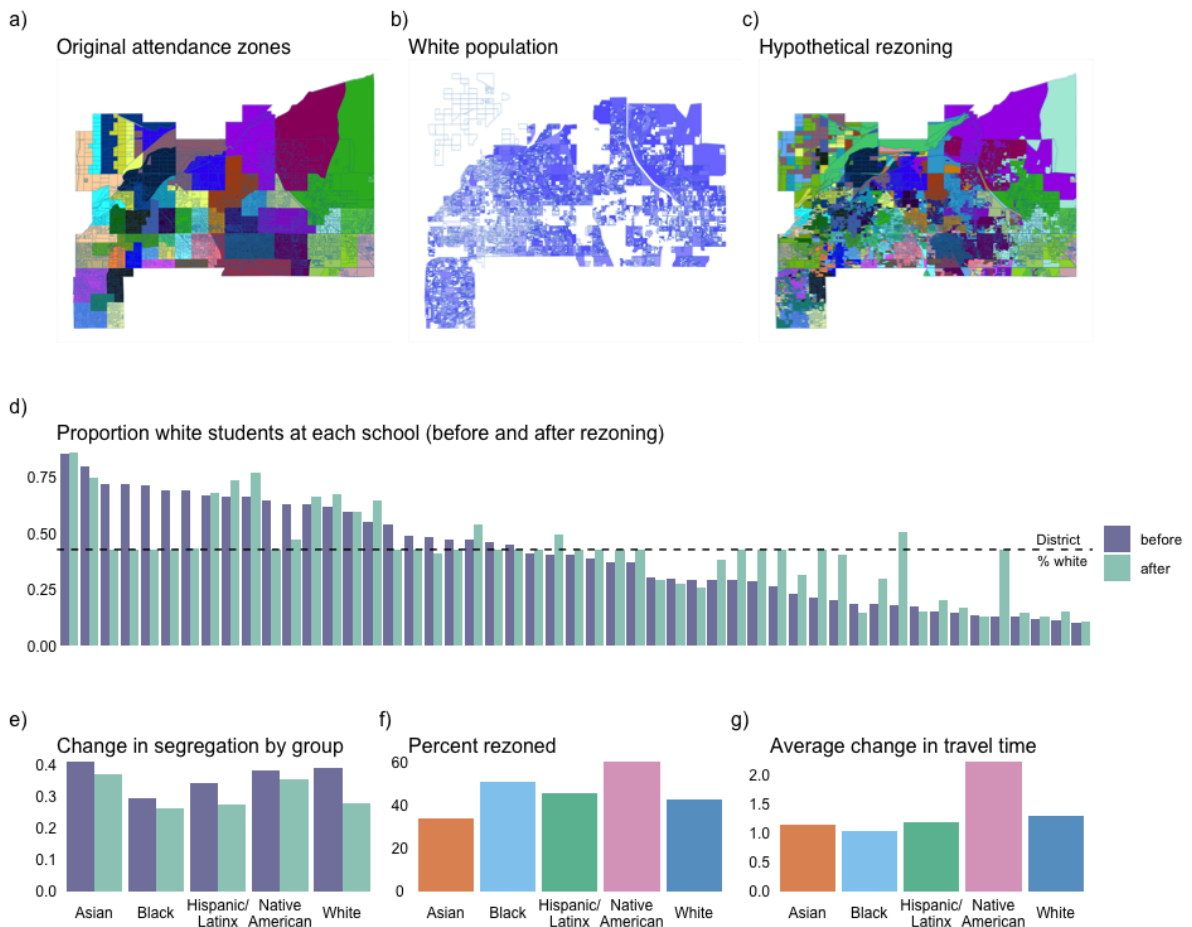 a)
Original attendance zones
b)
White population
c)
Hypothetical rezoning
d)
Proportion white students at each school (before and after rezoning)
0.75
0.50
0.25
0.00
District
% white
before
after
e)
Change in segregation by group
0.4
0.3
0.2
0.1
0.0
Asian
Black
Hispanic/
Latinx
Native
American
White
f)
Percent rezoned
60
40
20
0
Asian
Black
Hispanic/
Latinx
Native
American
White
g)
Average change in travel time
2.0
1.5
1.0
0.5
0.0
Asian
Black
Hispanic/
Latinx
Native
American
White